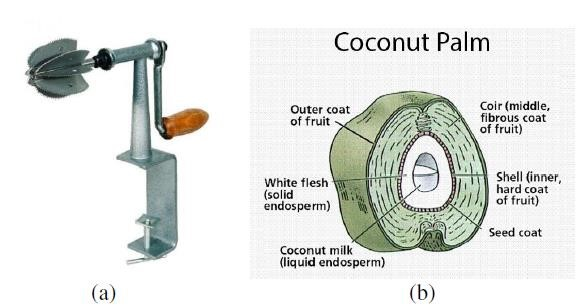 Coconut Palm
Outer coat
of fruit
Coir (middle,
fibrous coat
of fruit)
White flesh
(solid
endosperm)
Shell (inner,
hard coat
of fruit)
Seed coat
Coconut milk
(liquid endosperm)
(a)
(b)